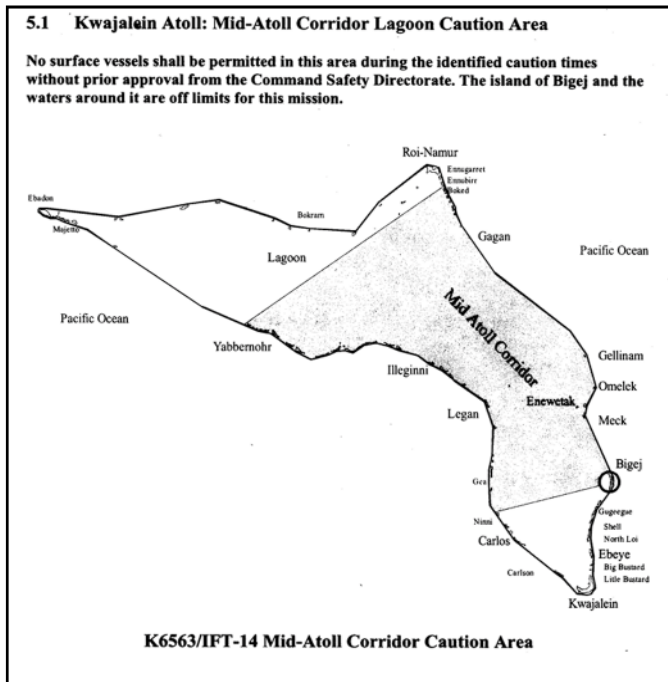 5.1 Kwajalein Atoll: Mid-Atoll Corridor Lagoon Caution Area
No surface vessels shall be permitted in this area during the identified caution times
without prior approval from the Command Safety Directorate. The island of Bigej and the
waters around it are off limits for this mission.
Roi-Namur
Ennugarret
Ennubirr
Boked
Ebadon
Majetto
Bokram
Gagan
Lagoon
Pacific Ocean
Pacific Ocean
Mid Atoll Corridor
Yabbernohr
Illeginni
Gellinam
Omelek
Enewetak
Legan
Meck
Bigej
Gea
Gugeegue
Ninni
Shell
Carlos
North Loi
Ebeye
Carlson
Big Bustard
Litle Bustard
Kwajalein
K6563/IFT-14 Mid-Atoll Corridor Caution Area